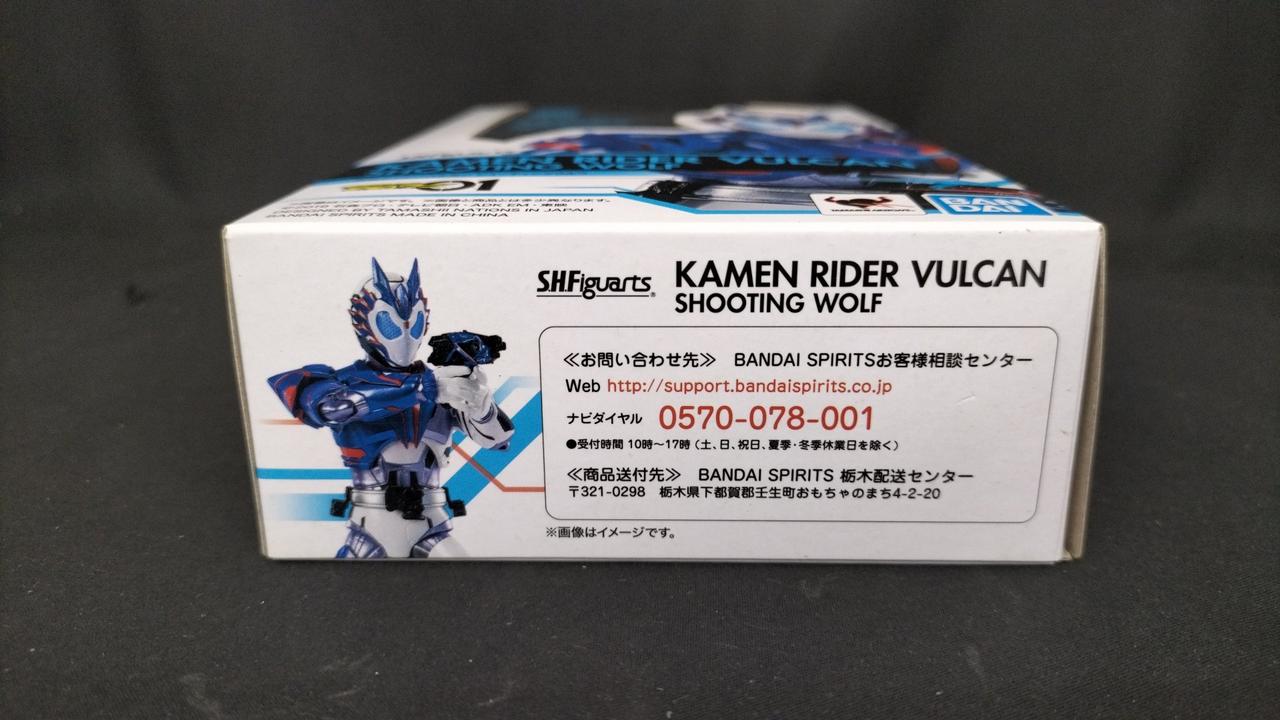 KAMEN RIDER VULCAN
SHOOTING WOLF
01
DESIGNED BY TAMASHII NATIONS IN JAPAN
BANDAI SPIRITS MADE IN CHINA
BAN
DAI
S.H.Figuarts
KAMEN RIDER VULCAN
SHOOTING WOLF
≪お問い合わせ先≫ BANDAI SPIRITSお客様相談センター
Web http://support.bandaispirits.co.jp
ナビダイヤル 0570-078-001
●受付時間 10時～17時（土、日、祝日、夏季・冬季休業日を除く）
≪商品送付先≫ BANDAI SPIRITS 栃木配送センター
〒321-0298 栃木県下都賀郡壬生町おもちゃのまち4-2-20
※画像はイメージです。